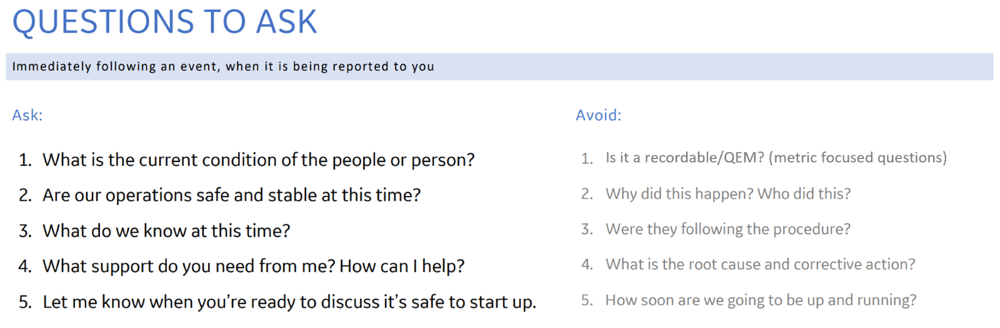 QUESTIONS TO ASK
Immediately following an event, when it is being reported to you
Ask:
1. What is the current condition of the people or person?
2. Are our operations safe and stable at this time?
3. What do we know at this time?
4. What support do you need from me? How can I help?
5. Let me know when you’re ready to discuss it’s safe to start up.
Avoid:
1. Is it a recordable/QEM? (metric focused questions)
2. Why did this happen? Who did this?
3. Were they following the procedure?
4. What is the root cause and corrective action?
5. How soon are we going to be up and running?